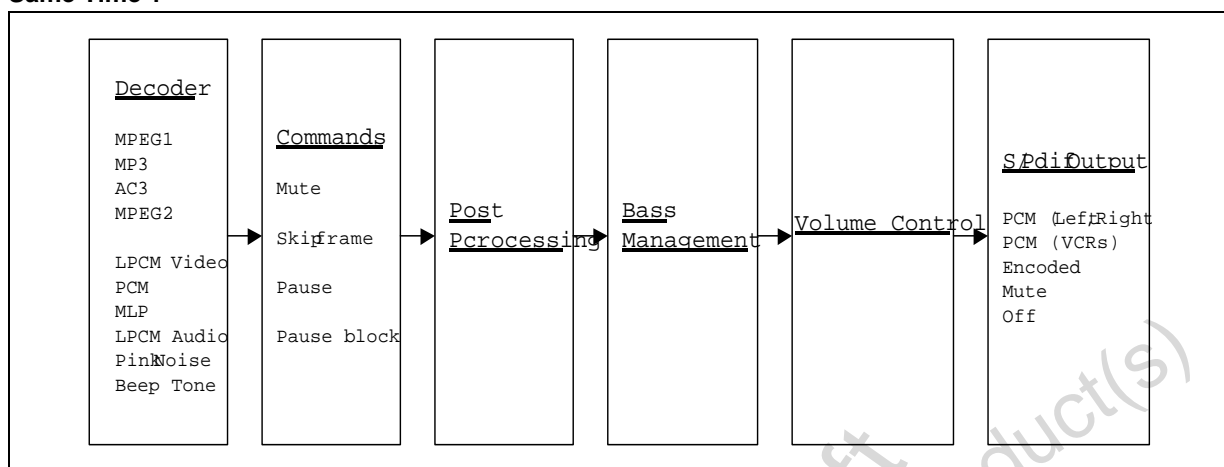 Decoder
MPEG1
MP3
AC3
MPEG2
LPCM Video
PCM
MLP
LPCM Audio
PinkNoise
Beep Tone
Commands
Mute
Skipframe
Pause
Pause block
Post
Pcrocessing
Bass
Management
Volume Control
S/PdifOutput
PCM (Left,Right
PCM (VCRs)
Encoded
Mute
Off